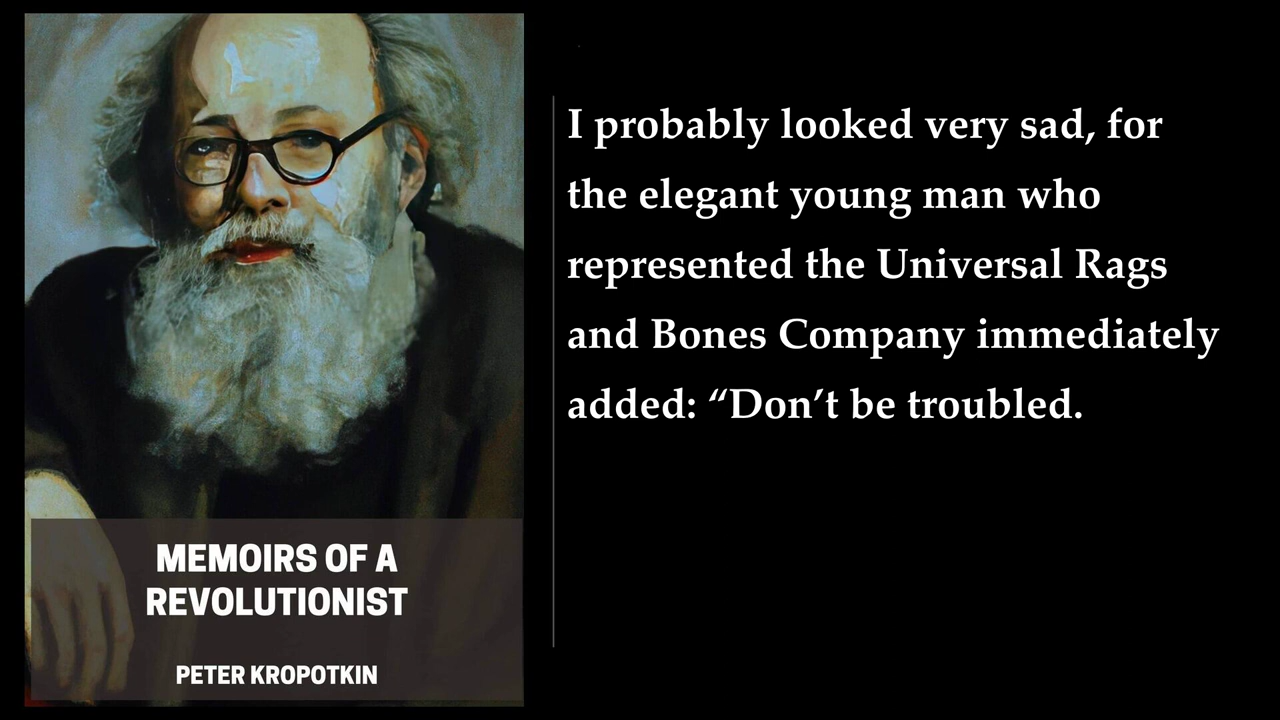 I probably looked very sad, for
the elegant young man who
represented the Universal Rags
and Bones Company immediately
added: “Don’t be troubled.
MEMOIRS OF A
REVOLUTIONIST
PETER KROPOTKIN